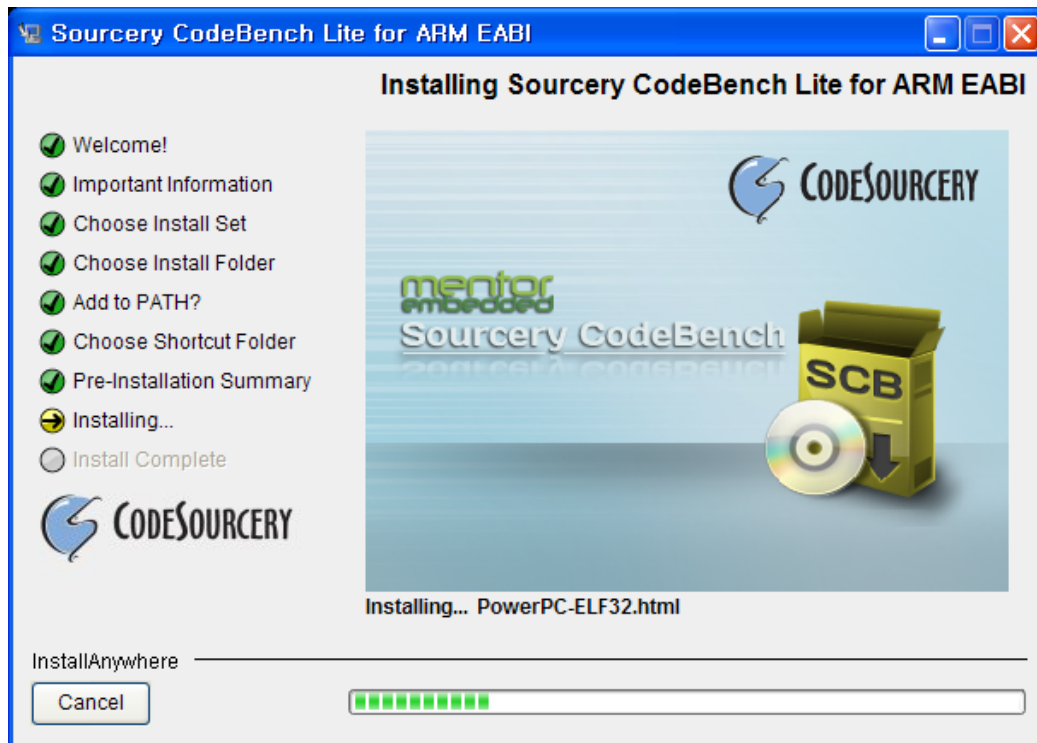 Sourcery CodeBench Lite for ARM EABI
Installing Sourcery CodeBench Lite for ARM EABI
Welcome!
Important Information
Choose Install Set
Choose Install Folder
Add to PATH?
Choose Shortcut Folder
Pre-Installation Summary
Installing...
Install Complete
CODESOURCERY
CODESOURCERY
mentor
embedded
Sourcery CodeBench
SCB
Installing... PowerPC-ELF32.html
InstallAnywhere
Cancel